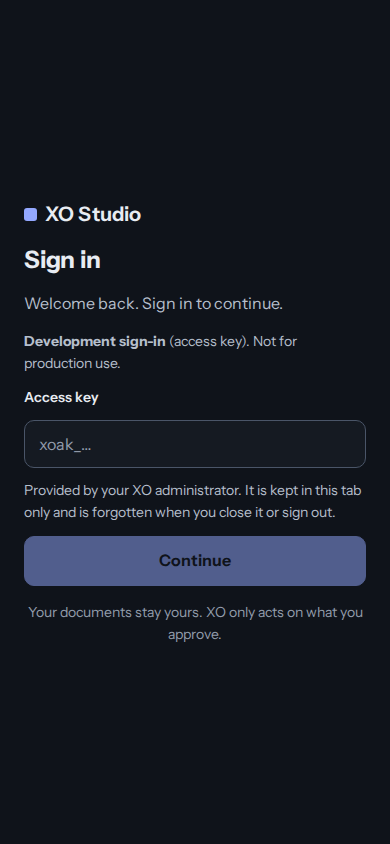 XO Studio
Sign in
Welcome back. Sign in to continue.
Development sign-in (access key). Not for
production use.
Access key
xoak_…
Provided by your XO administrator. It is kept in this tab
only and is forgotten when you close it or sign out.
Continue
Your documents stay yours. XO only acts on what you
approve.